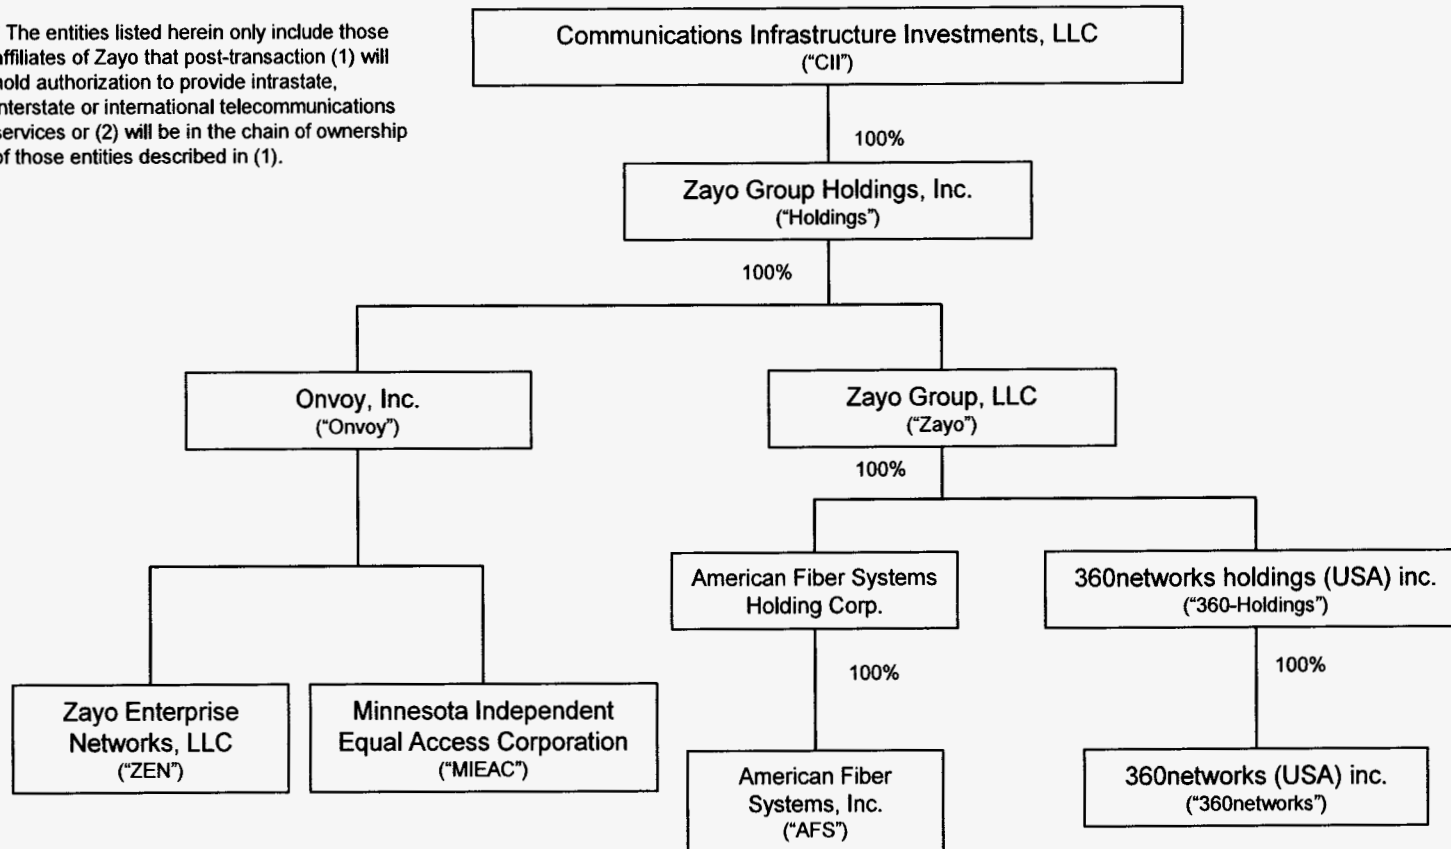 The entities listed herein only include those
affiliates of Zayo that post-transaction (1) will
hold authorization to provide intrastate,
interstate or international telecommunications
services or (2) will be in the chain of ownership
of those entities described in (1).
Communications Infrastructure Investments, LLC
("CII")
100%
Zayo Group Holdings, Inc.
("Holdings")
100%
Onvoy, Inc.
("Onvoy")
Zayo Group, LLC
("Zayo")
100%
American Fiber Systems
Holding Corp.
360networks holdings (USA) inc.
("360-Holdings")
100%
100%
Zayo Enterprise
Networks, LLC
("ZEN")
Minnesota Independent
Equal Access Corporation
("MIEAC")
American Fiber
Systems, Inc.
("AFS")
360networks (USA) inc.
("360networks")